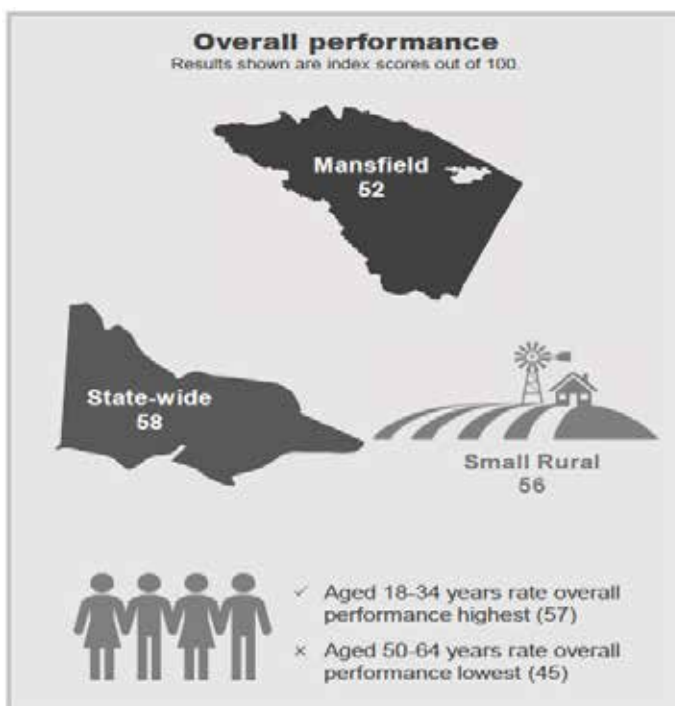 Overall performance
Results shown are index scores out of 100.
Mansfield
52
State-wide
58
Small Rural
56
✓ Aged 18-34 years rate overall
performance highest (57)
× Aged 50-64 years rate overall
performance lowest (45)